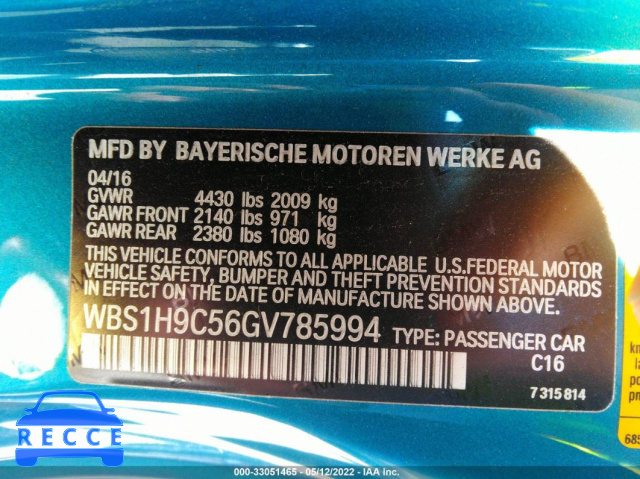 MFD BY BAYERISCHE MOTOREN WERKE AG
04/16
GVWR 4430 lbs 2009 kg
GAWR FRONT 2140 lbs 971 kg
GAWR REAR 2380 lbs 1080 kg
THIS VEHICLE CONFORMS TO ALL APPLICABLE U.S.FEDERAL MOTOR
VEHICLE SAFETY, BUMPER AND THEFT PREVENTION STANDARDS
IN EFFECT ON THE DATE OF MANUFACTURE SHOWN ABOVE.
WBS1H9C56GV785994 TYPE: PASSENGER CAR
C16
7 315 814
RECCE
000-33051465 - 05/12/2022 - IAA Inc.